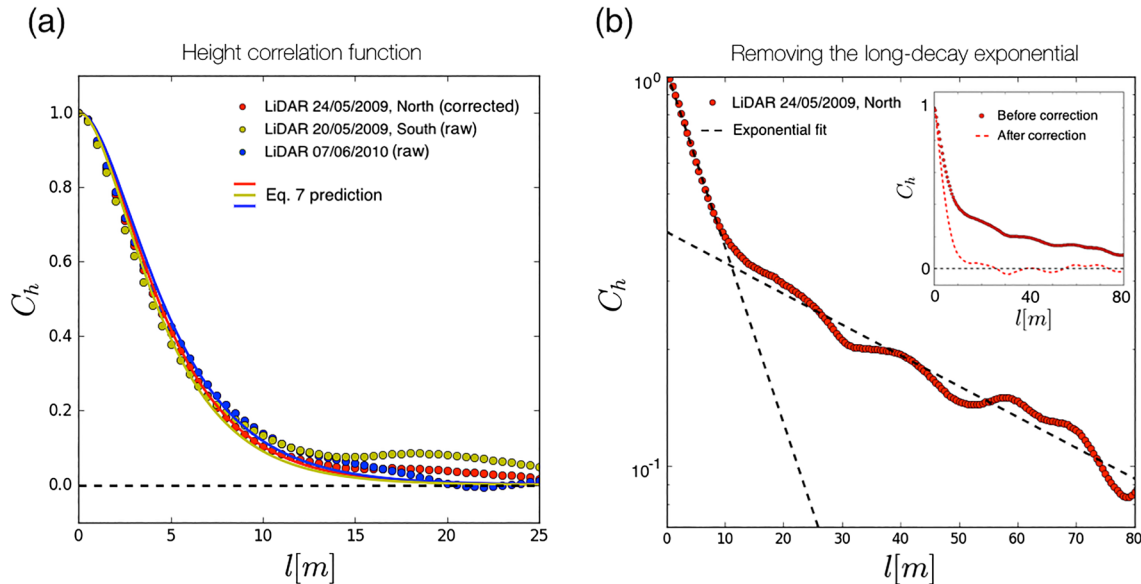 (a)
Height correlation function
LiDAR 24/05/2009, North (corrected)
LiDAR 20/05/2009, South (raw)
LiDAR 07/06/2010 (raw)
Eq. 7 prediction
C_h
1.0
0.8
0.6
0.4
0.2
0.0
0 5 10 15 20 25
l[m]
(b)
Removing the long-decay exponential
LiDAR 24/05/2009, North
Exponential fit
C_h
10^0
10^-1
0 10 20 30 40 50 60 70 80
l[m]
Before correction
After correction
C_h
1
0
0 40 80
l[m]